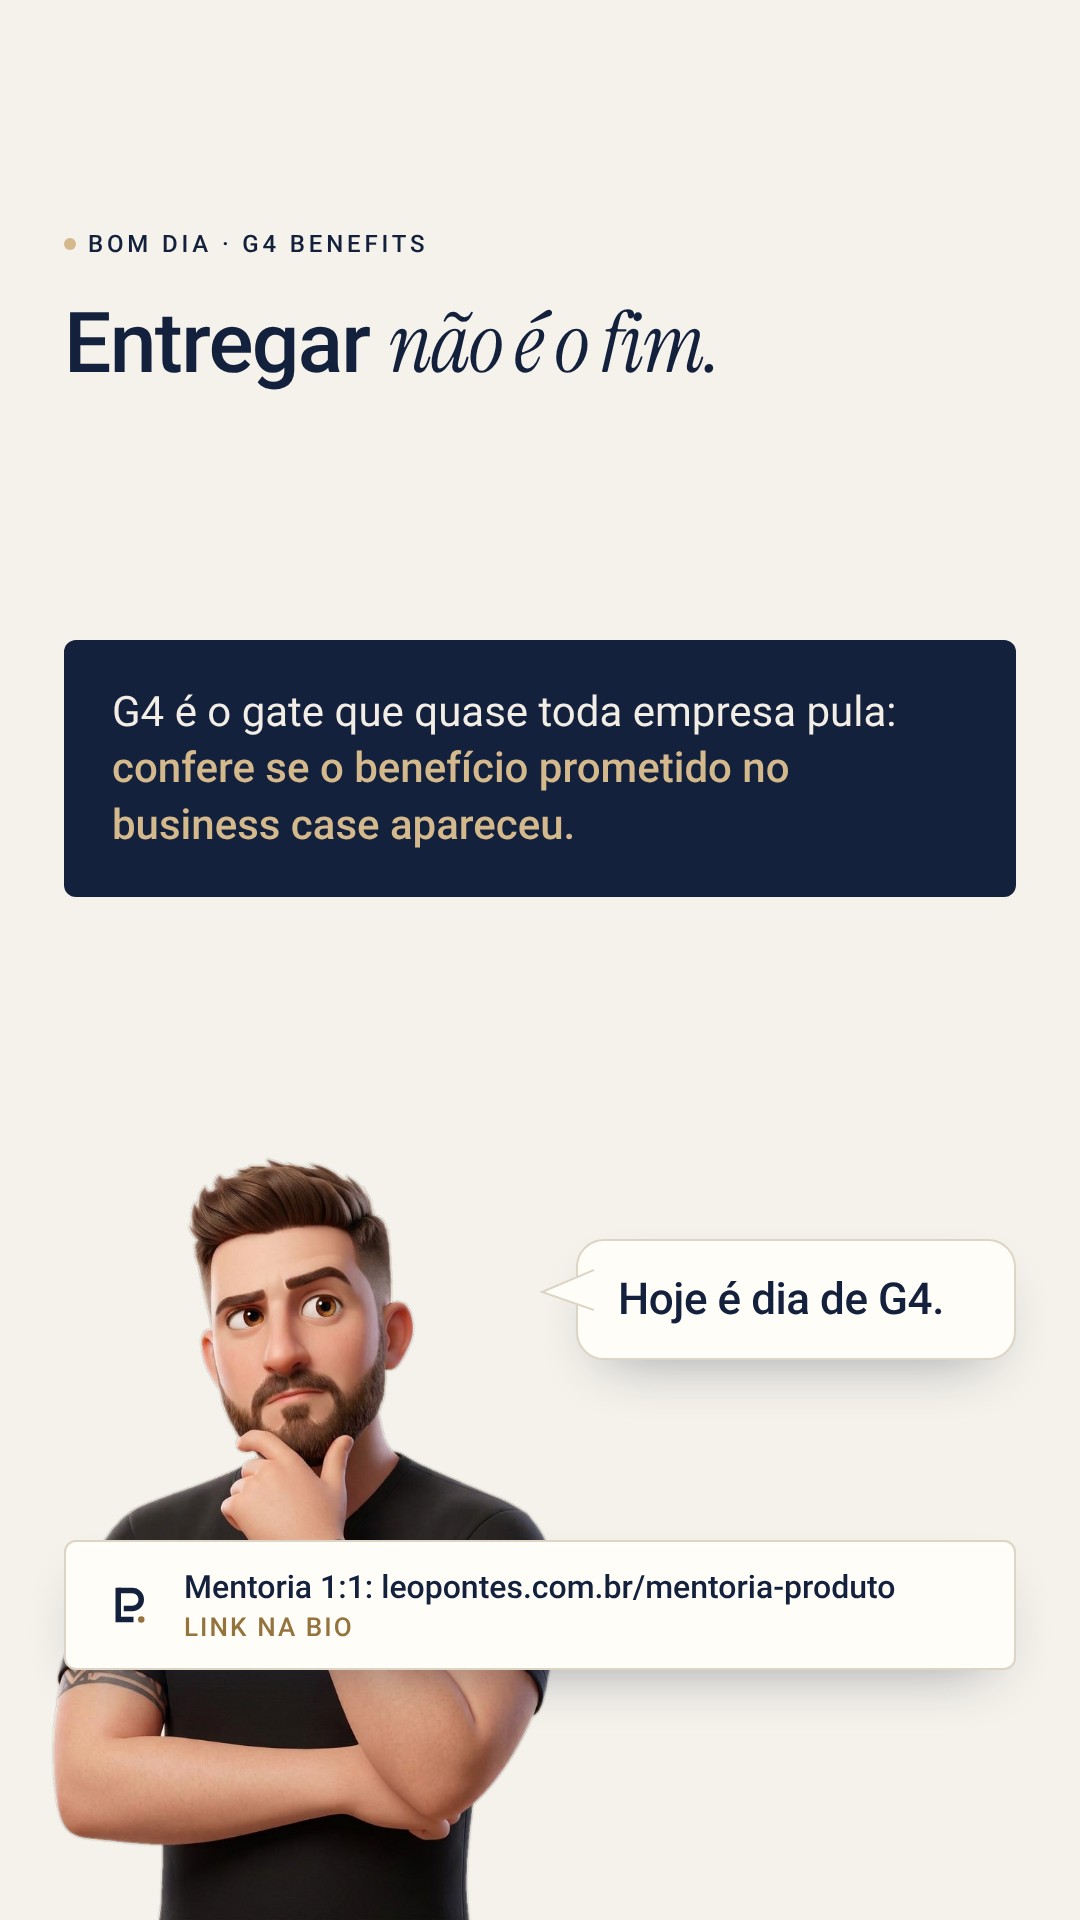 BOM DIA · G4 BENEFITS
Entregar não é o fim.
G4 é o gate que quase toda empresa pula:
confere se o benefício prometido no
business case apareceu.
Hoje é dia de G4.
Mentoria 1:1: leopontes.com.br/mentoria-produto
LINK NA BIO